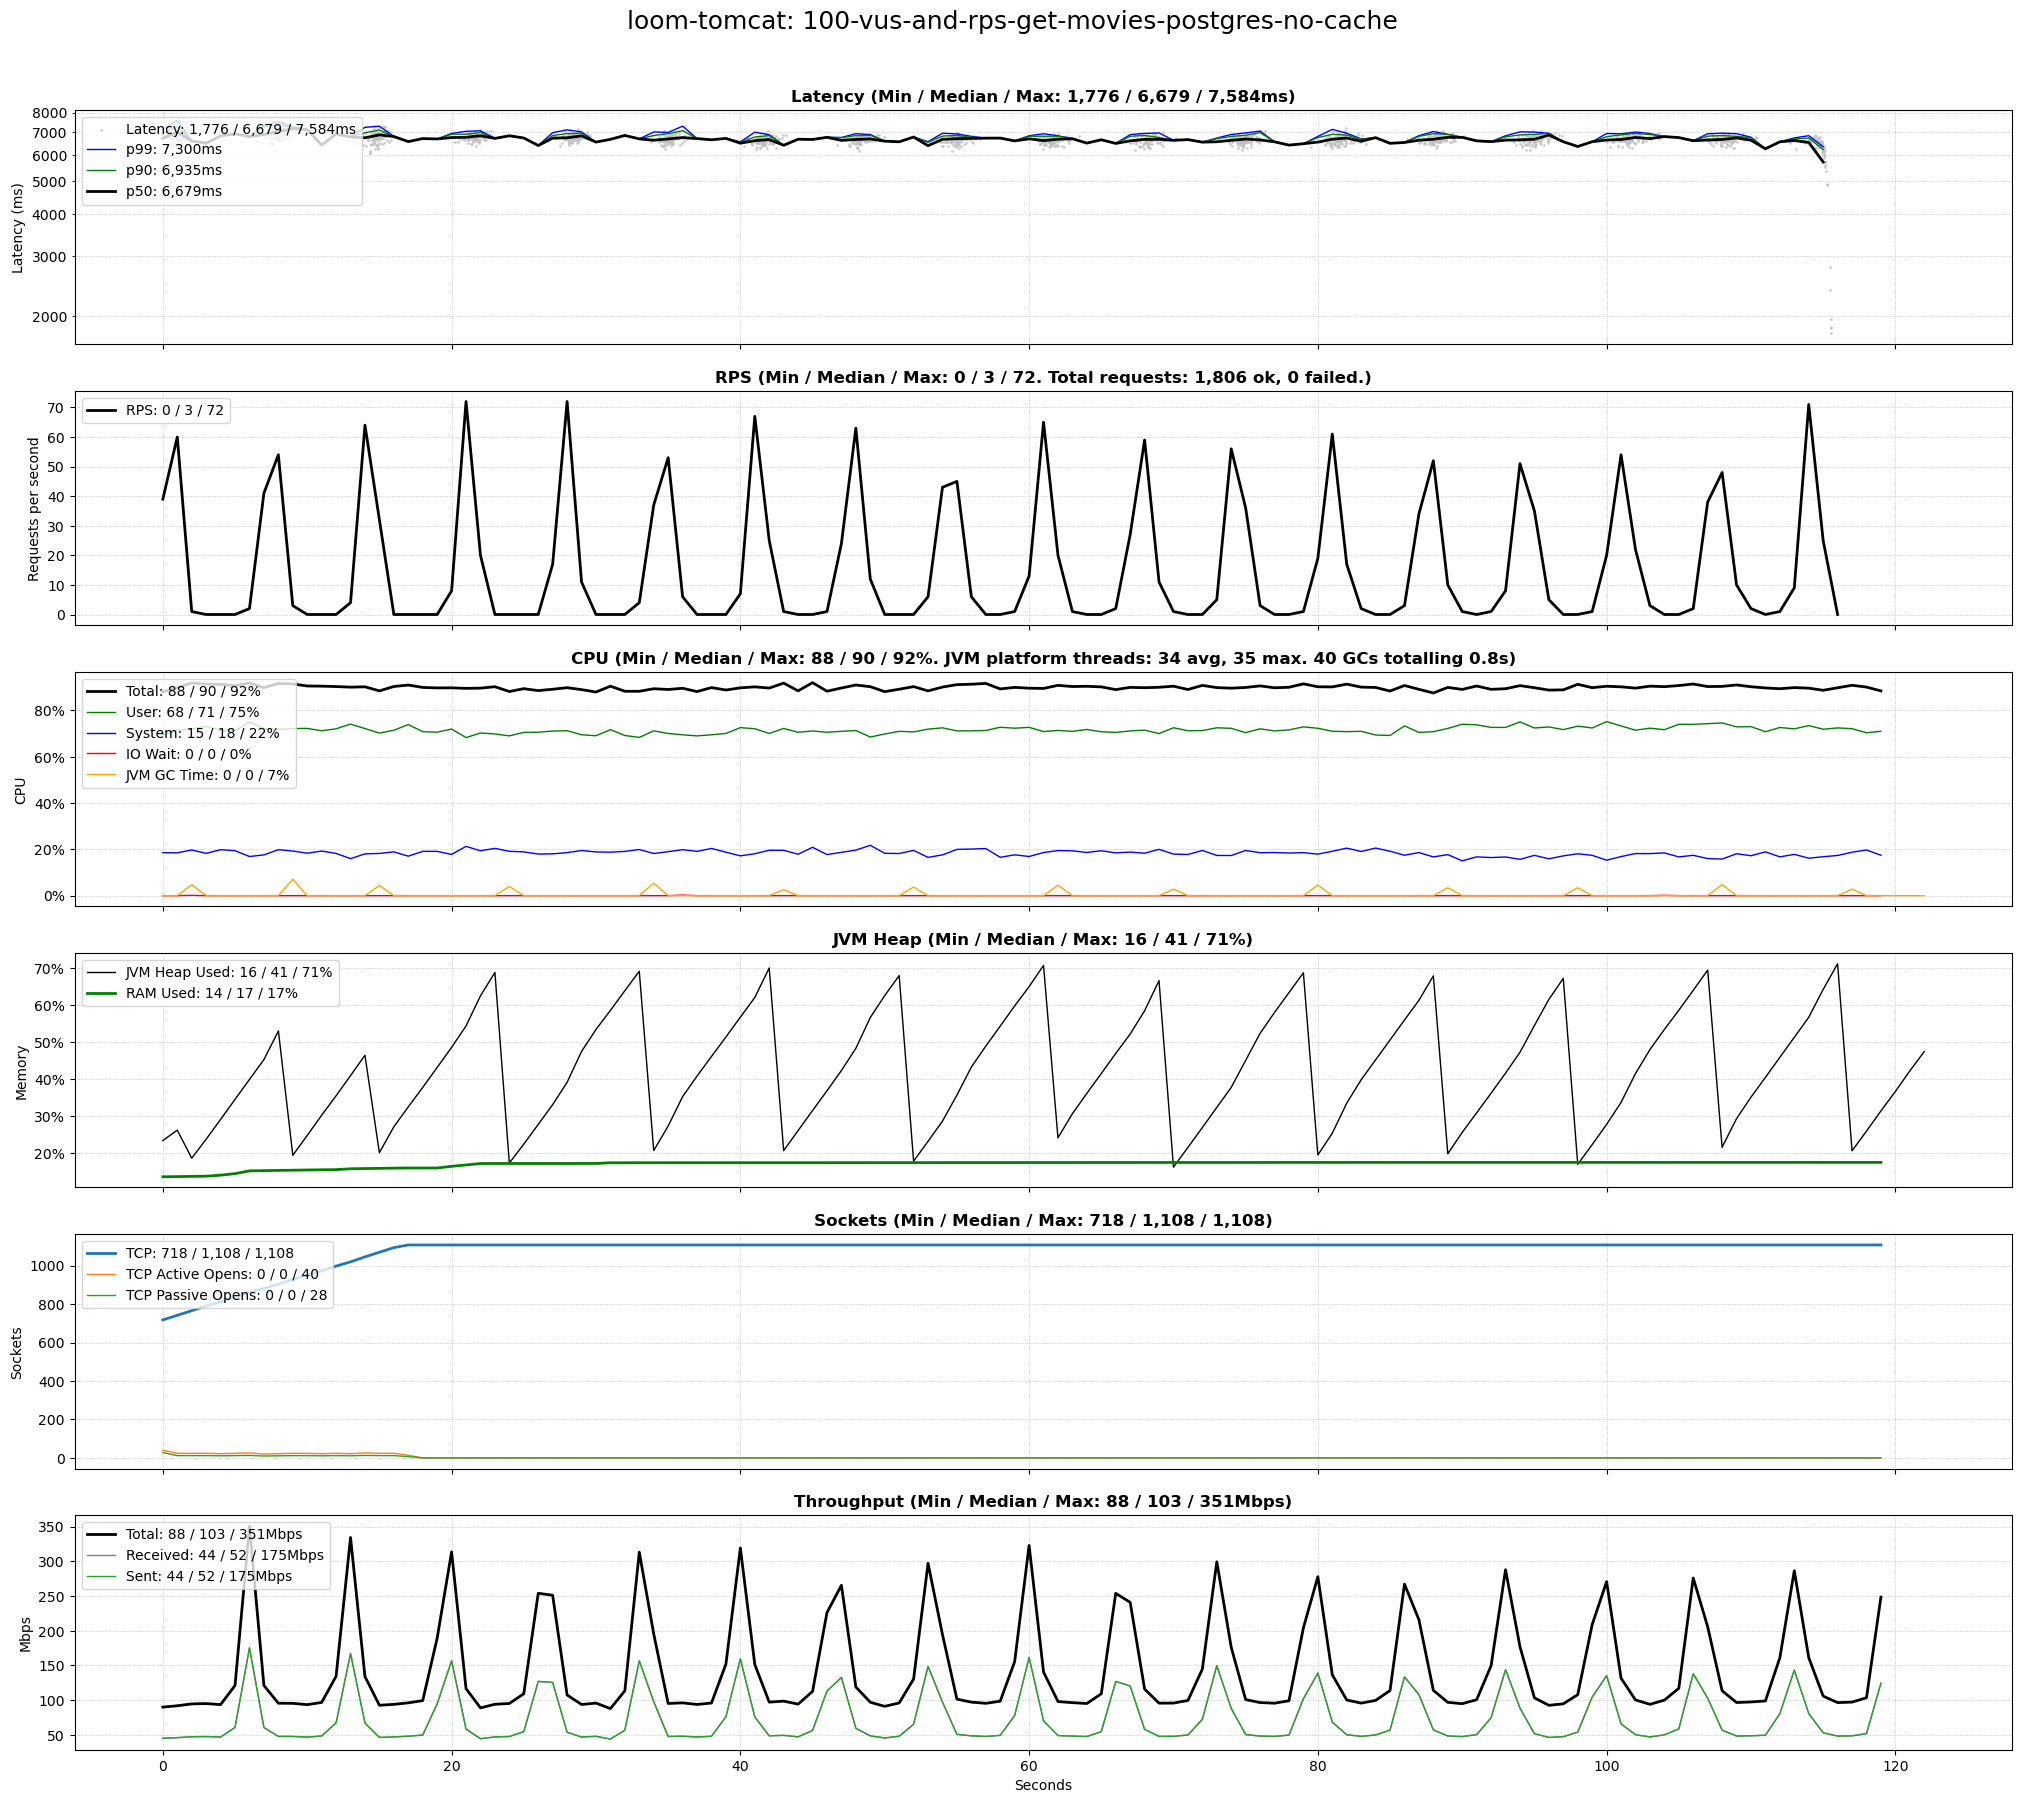 loom-tomcat: 100-vus-and-rps-get-movies-postgres-no-cache
Latency (Min / Median / Max: 1,776 / 6,679 / 7,584ms)
Latency (ms)
8000
7000
6000
5000
4000
3000
2000
Latency: 1,776 / 6,679 / 7,584ms
p99: 7,300ms
p90: 6,935ms
p50: 6,679ms
RPS (Min / Median / Max: 0 / 3 / 72. Total requests: 1,806 ok, 0 failed.)
Requests per second
70
60
50
40
30
20
10
0
RPS: 0 / 3 / 72
CPU (Min / Median / Max: 88 / 90 / 92%. JVM platform threads: 34 avg, 35 max. 40 GCs totalling 0.8s)
CPU
80%
60%
40%
20%
0%
Total: 88 / 90 / 92%
User: 68 / 71 / 75%
System: 15 / 18 / 22%
IO Wait: 0 / 0 / 0%
JVM GC Time: 0 / 0 / 7%
JVM Heap (Min / Median / Max: 16 / 41 / 71%)
Memory
70%
60%
50%
40%
30%
20%
JVM Heap Used: 16 / 41 / 71%
RAM Used: 14 / 17 / 17%
Sockets (Min / Median / Max: 718 / 1,108 / 1,108)
Sockets
1000
800
600
400
200
0
TCP: 718 / 1,108 / 1,108
TCP Active Opens: 0 / 0 / 40
TCP Passive Opens: 0 / 0 / 28
Throughput (Min / Median / Max: 88 / 103 / 351Mbps)
Mbps
350
300
250
200
150
100
50
Total: 88 / 103 / 351Mbps
Received: 44 / 52 / 175Mbps
Sent: 44 / 52 / 175Mbps
0 20 40 60 80 100 120
Seconds